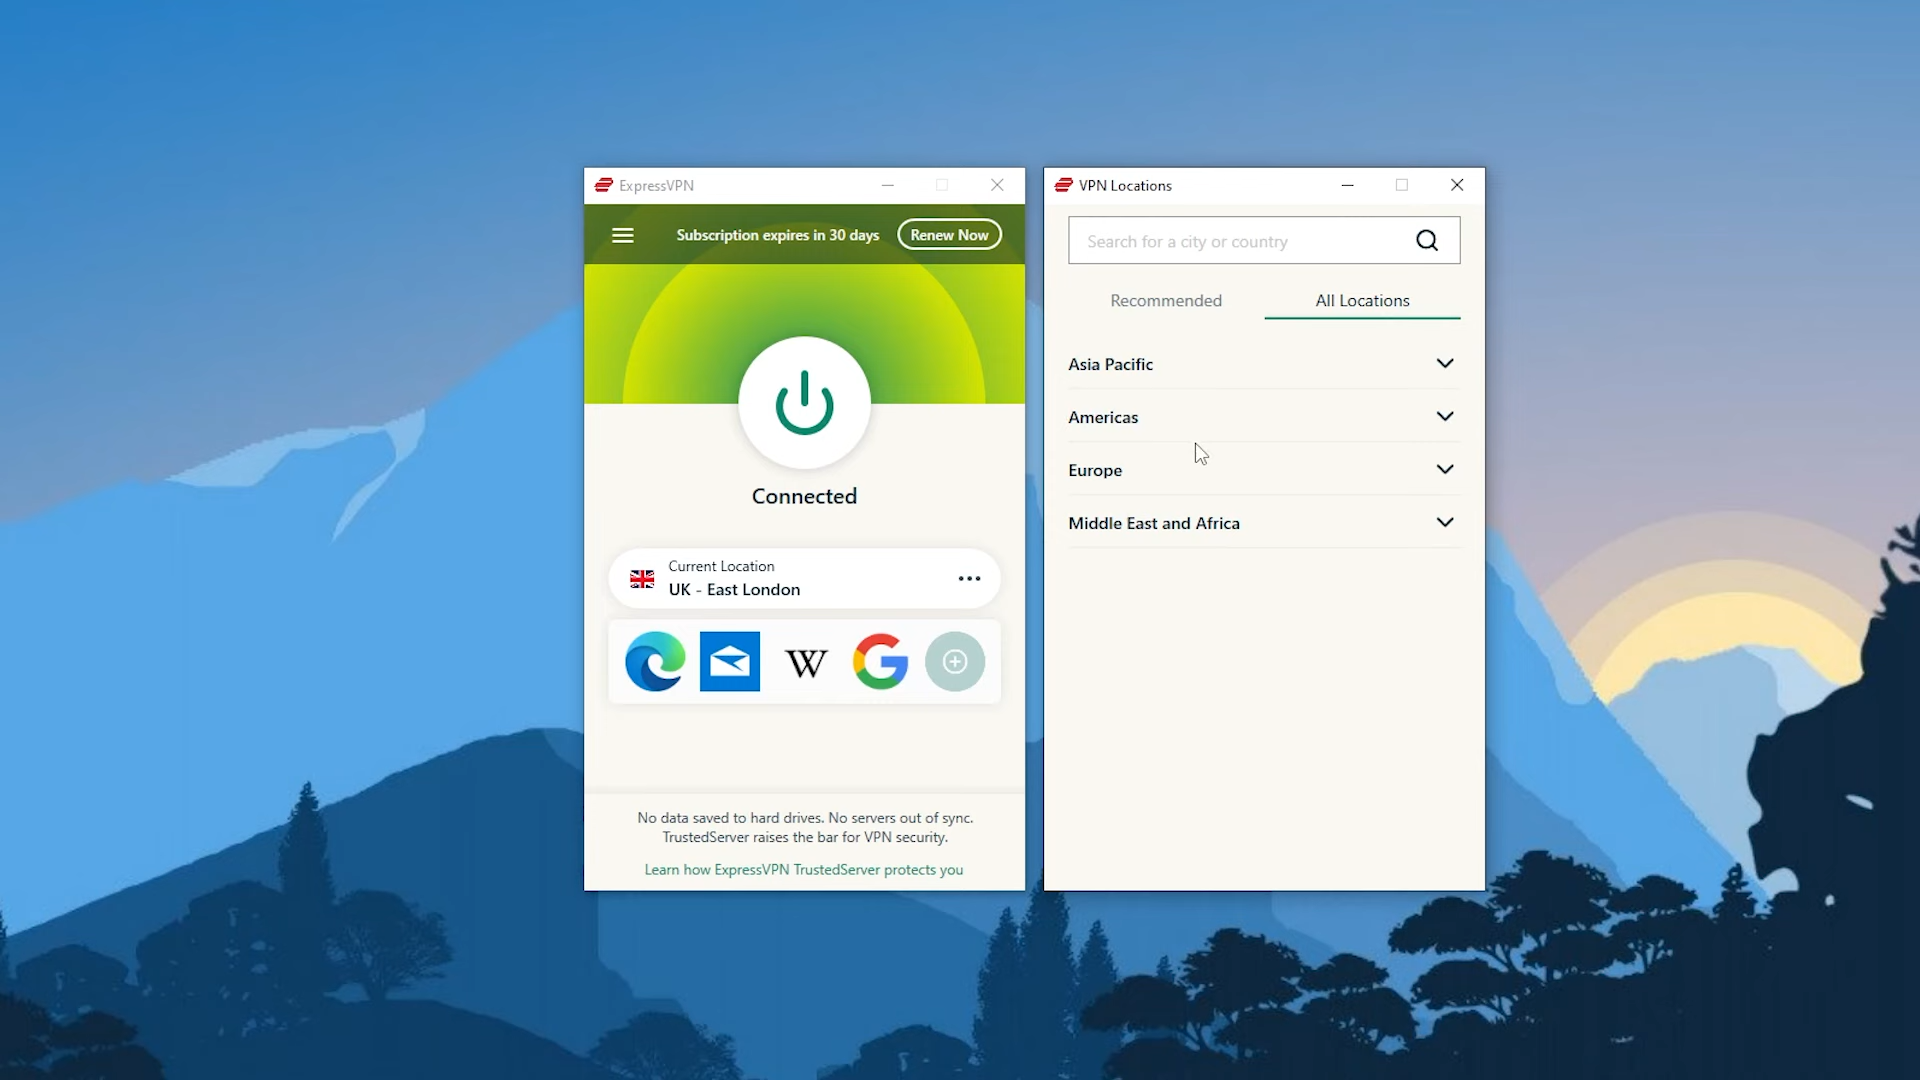 ExpressVPN
Subscription expires in 30 days
Renew Now
Connected
Current Location
UK - East London
W
G
No data saved to hard drives. No servers out of sync.
TrustedServer raises the bar for VPN security.
Learn how ExpressVPN TrustedServer protects you
VPN Locations
Search for a city or country
Recommended
All Locations
Asia Pacific
Americas
Europe
Middle East and Africa